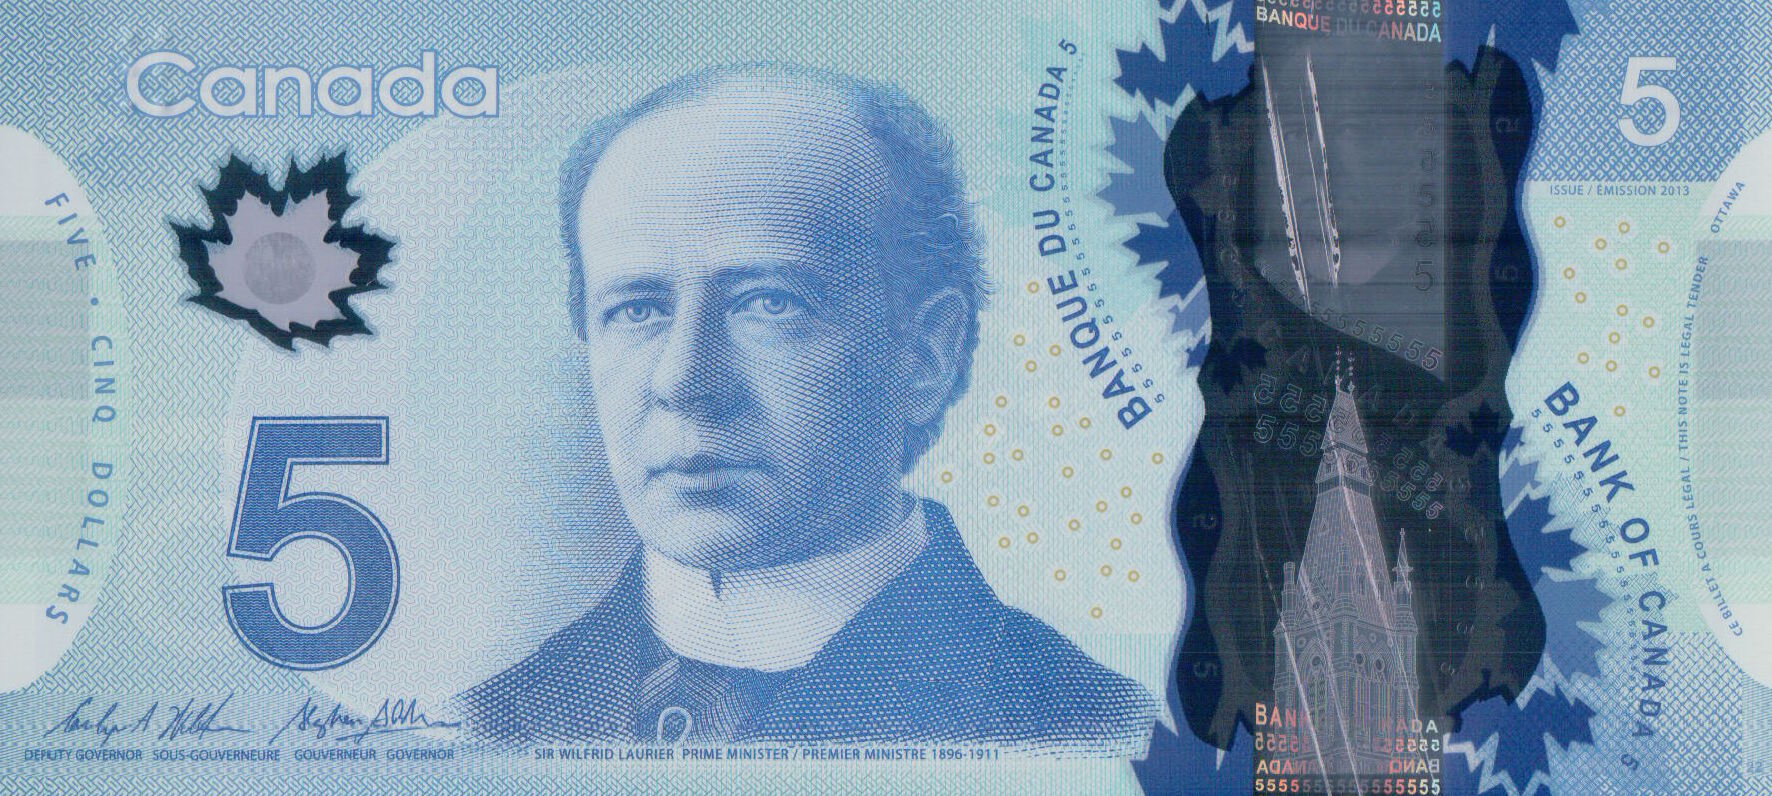 Canada
FIVE • CINQ DOLLARS
5
DEPUTY GOVERNOR SOUS-GOUVERNEURE GOUVERNEUR GOVERNOR
SIR WILFRID LAURIER PRIME MINISTER / PREMIER MINISTRE 1896-1911
BANQUE DU CANADA 5
BANQUE DU CANADA
5
ISSUE / ÉMISSION 2013
OTTAWA
BANK OF CANADA 5
CE BILLET A COURS LÉGAL / THIS NOTE IS LEGAL TENDER